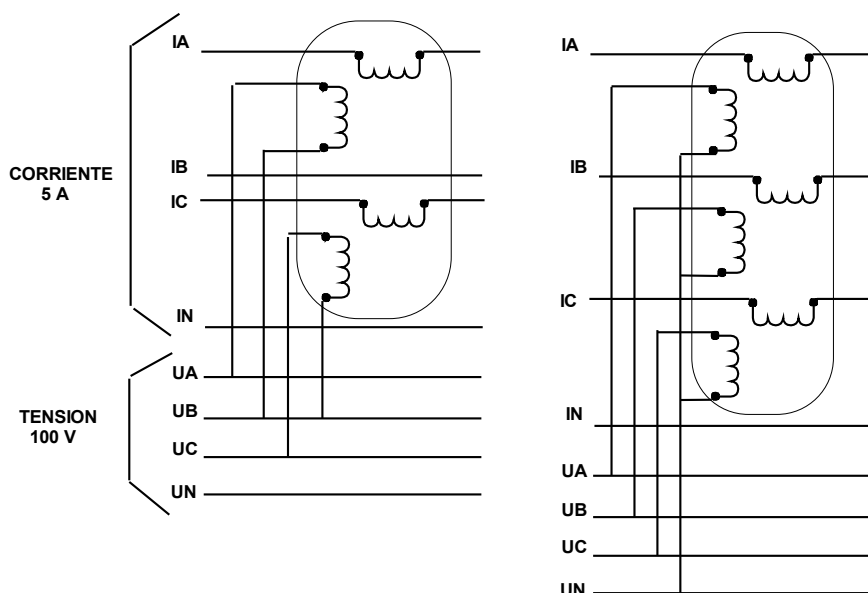 IA
IB
CORRIENTE
5 A
IC
IN
UA
TENSION
100 V
UB
UC
UN
IA
IB
IC
IN
UA
UB
UC
UN